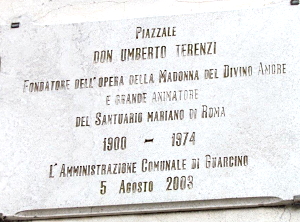 PIAZZALE
DON UMBERTO TERENZI
FONDATORE DELL'OPERA DELLA MADONNA DEL DIVINO AMORE
E GRANDE ANIMATORE
DEL SANTUARIO MARIANO DI ROMA
1900 - 1974
L'AMMINISTRAZIONE COMUNALE DI GUARCINO
5 AGOSTO 2003